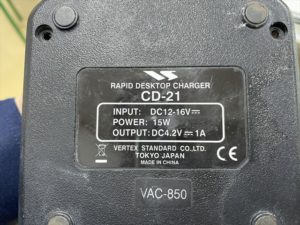 RAPID DESKTOP CHARGER
CD-21
INPUT: DC12-16V⎓
POWER: 15W
OUTPUT:DC4.2V⎓1A
VERTEX STANDARD CO.,LTD.
TOKYO JAPAN
MADE IN CHINA
CE
VAC-850